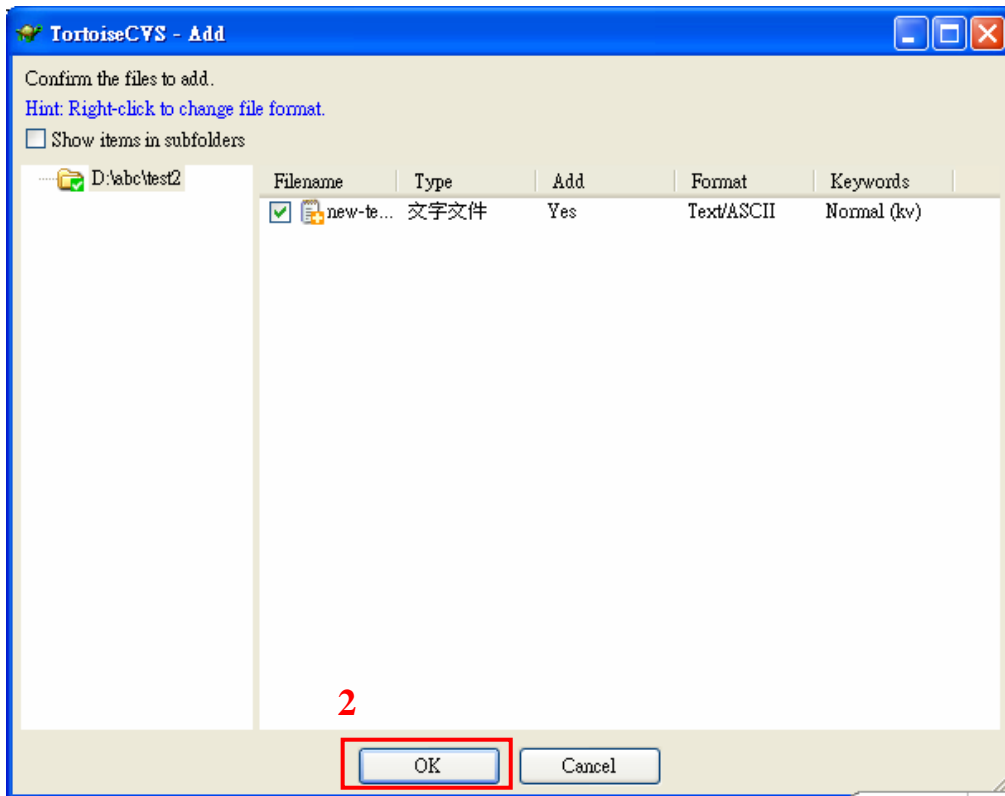 TortoiseCVS - Add
Confirm the files to add.
Hint: Right-click to change file format.
Show items in subfolders
D:\abc\test2
Filename Type Add Format Keywords
new-te... 文字文件 Yes Text/ASCII Normal (kv)
2
OK Cancel